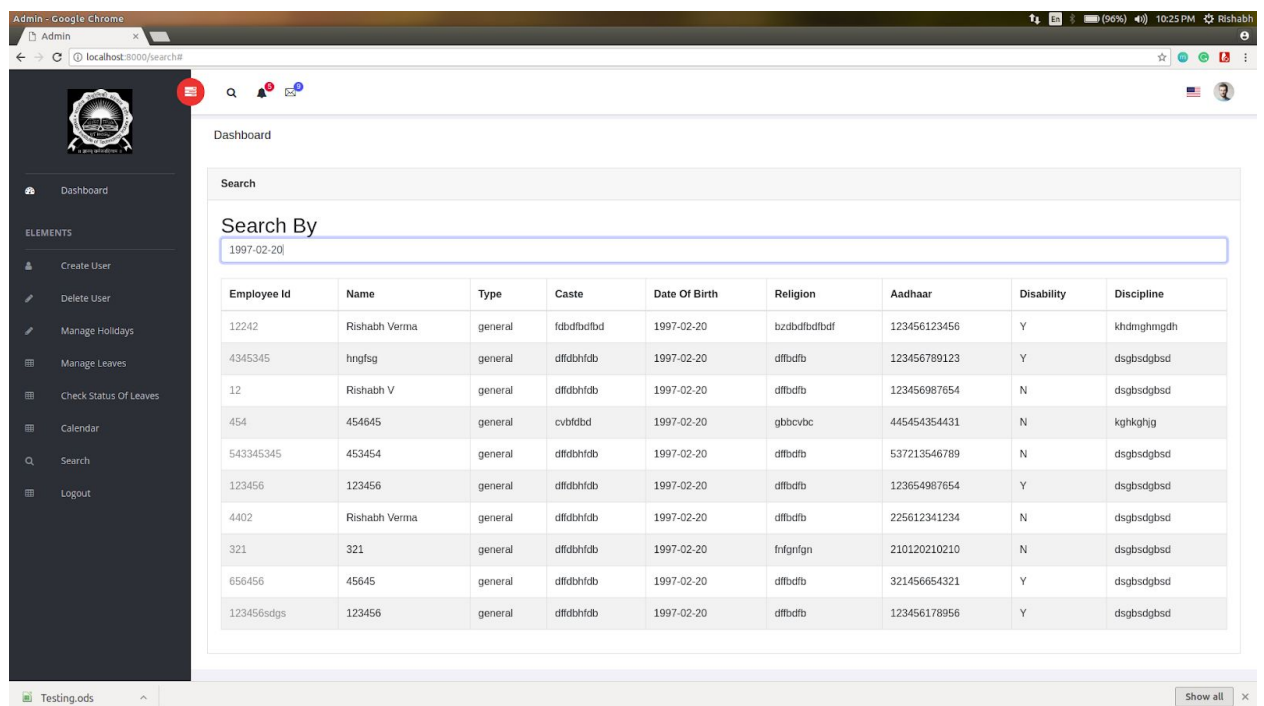 Admin - Google Chrome
En (96%) 10:25 PM Rishabh
Admin
localhost:8000/search#
5 9
Dashboard
Search
Search By
1997-02-20
Dashboard
ELEMENTS
Create User
Delete User
Manage Holidays
Manage Leaves
Check Status Of Leaves
Calendar
Search
Logout
Employee Id Name Type Caste Date Of Birth Religion Aadhaar Disability Discipline
12242 Rishabh Verma general fdbdfbdfbd 1997-02-20 bzdbdfbdfbdf 123456123456 Y khdmghmgdh
4345345 hngfsg general dffdbhfdb 1997-02-20 dffbdfb 123456789123 Y dsgbsdgbsd
12 Rishabh V general dffdbhfdb 1997-02-20 dffbdfb 123456987654 N dsgbsdgbsd
454 454645 general cvbfdbd 1997-02-20 gbbcvbc 445454354431 N kghkghjg
543345345 453454 general dffdbhfdb 1997-02-20 dffbdfb 537213546789 N dsgbsdgbsd
123456 123456 general dffdbhfdb 1997-02-20 dffbdfb 123654987654 Y dsgbsdgbsd
4402 Rishabh Verma general dffdbhfdb 1997-02-20 dffbdfb 225612341234 N dsgbsdgbsd
321 321 general dffdbhfdb 1997-02-20 fnfgnfgn 210120210210 N dsgbsdgbsd
656456 45645 general dffdbhfdb 1997-02-20 dffbdfb 321456654321 Y dsgbsdgbsd
123456sdgs 123456 general dffdbhfdb 1997-02-20 dffbdfb 123456178956 Y dsgbsdgbsd
Testing.ods
Show all